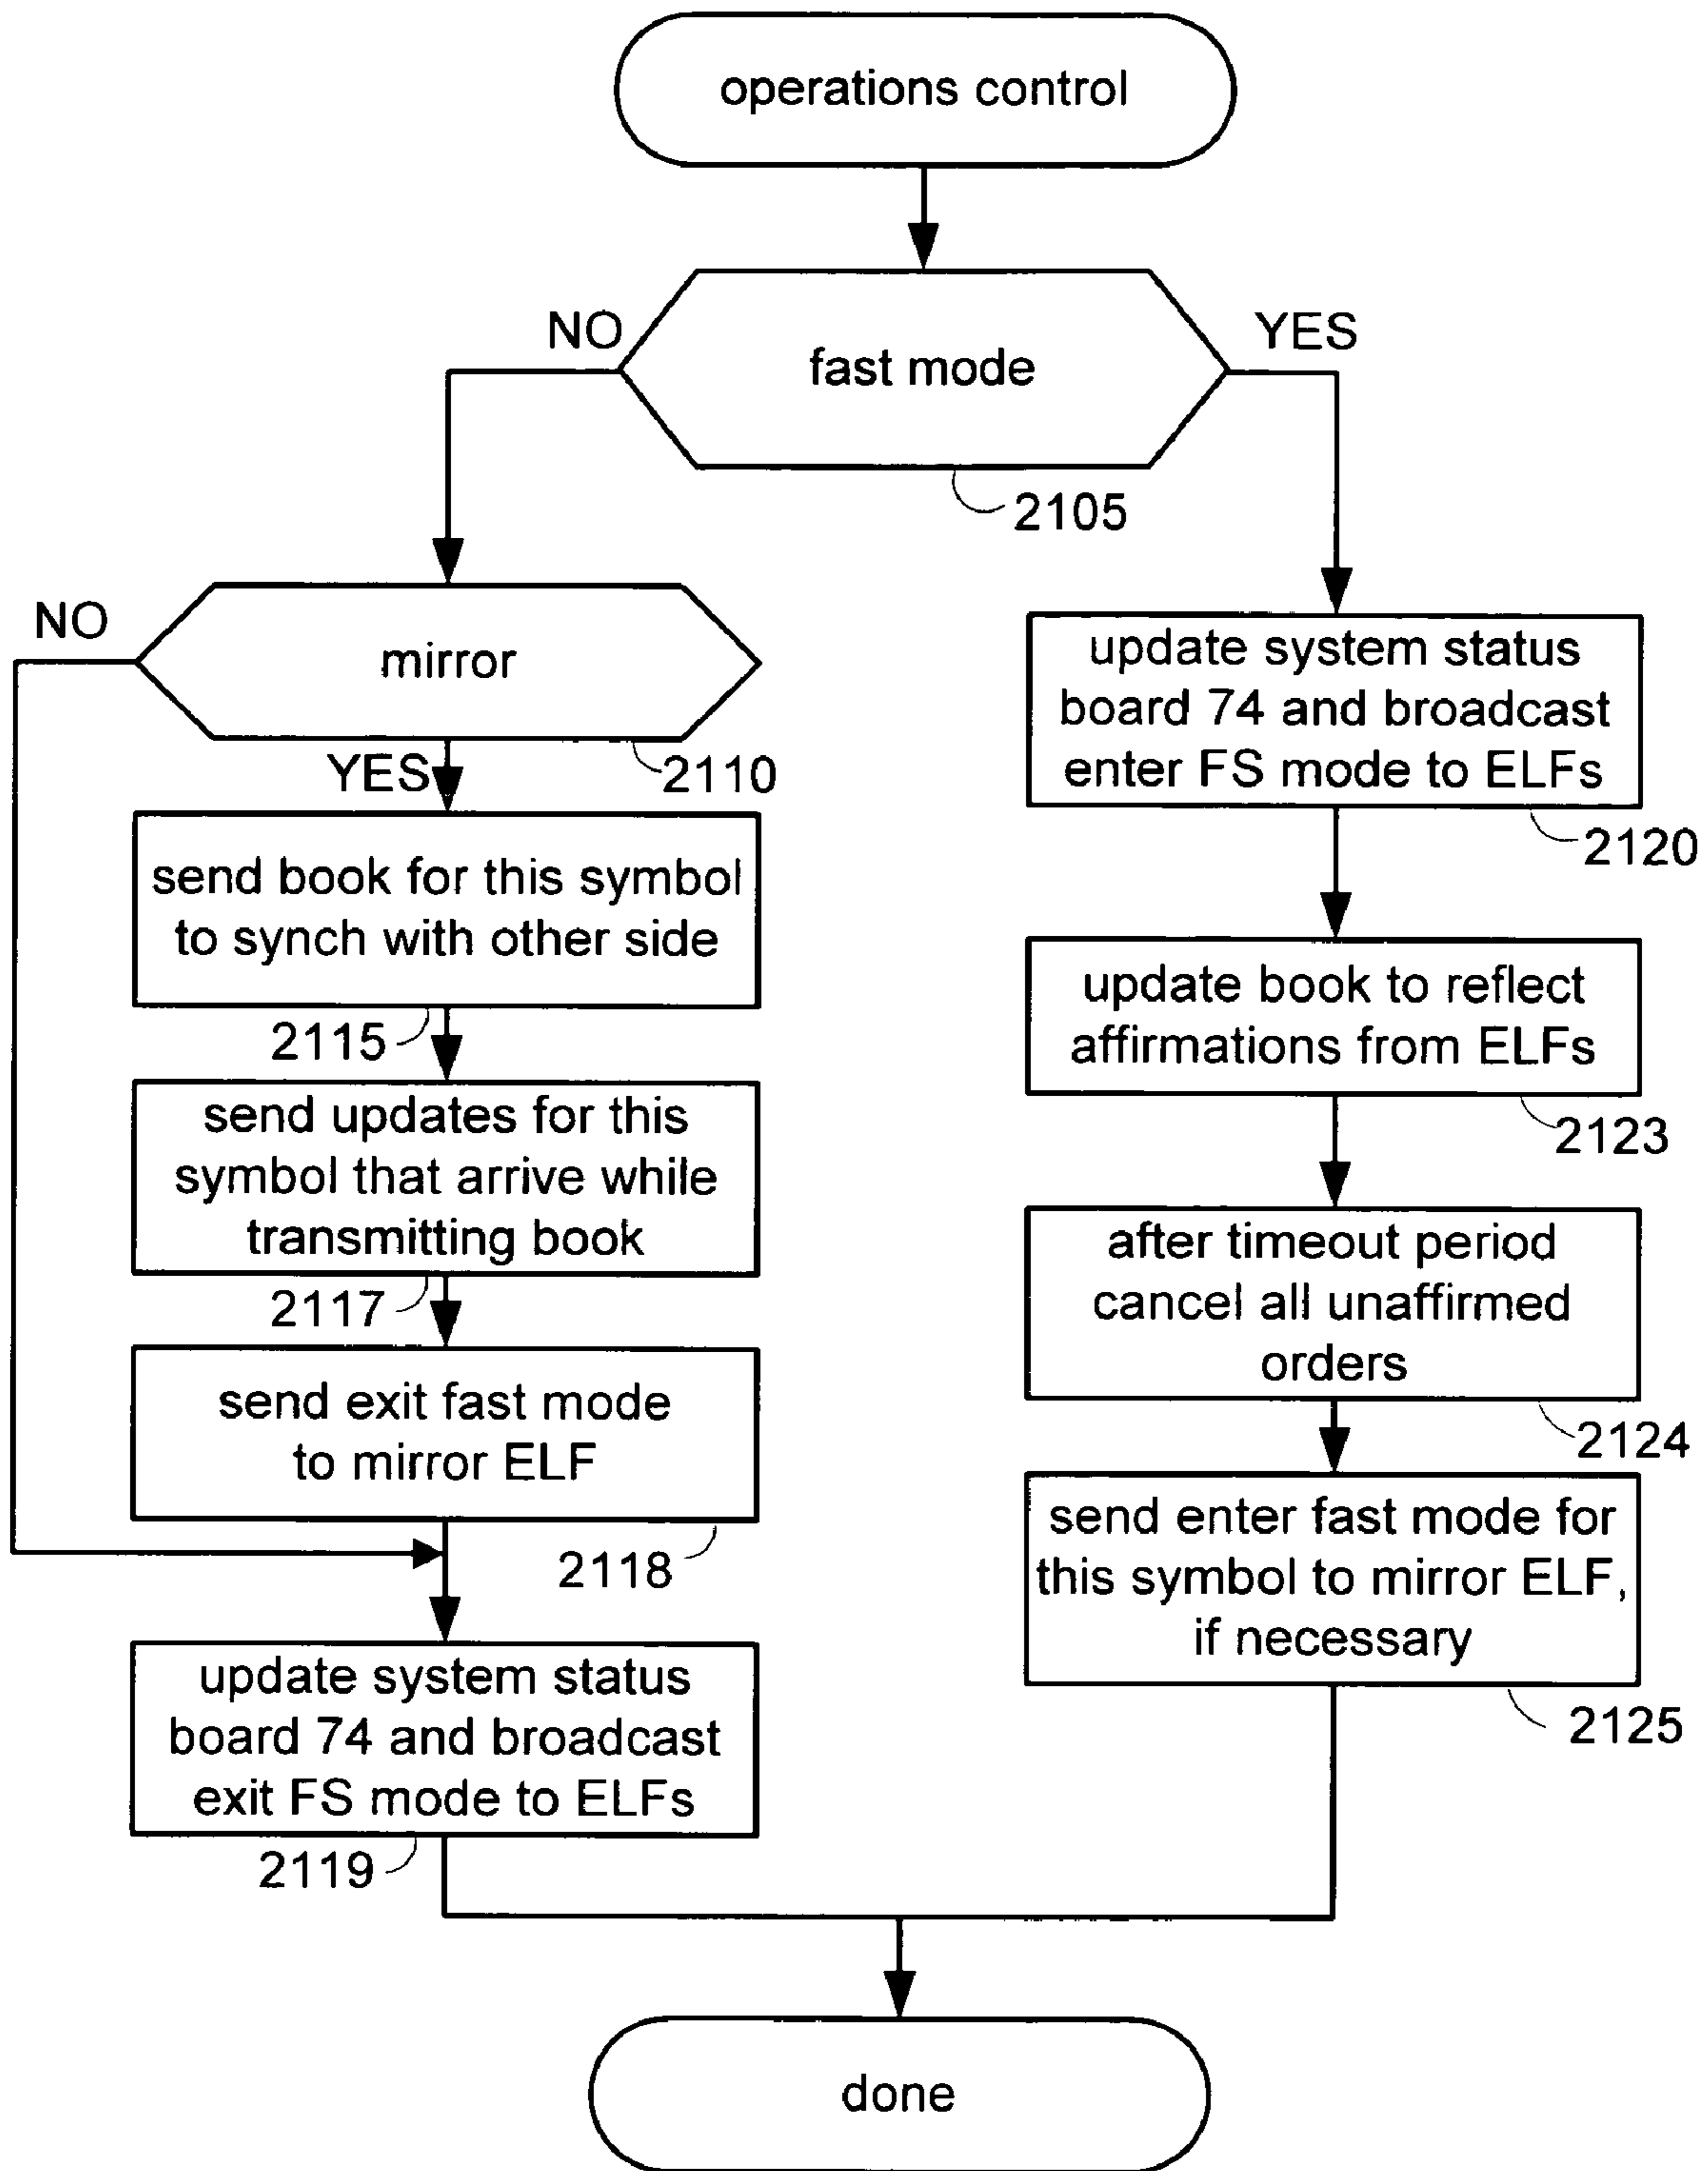 operations control
NO
YES
fast mode
2105
NO
mirror
YES
2110
send book for this symbol
to synch with other side
2115
send updates for this
symbol that arrive while
transmitting book
2117
send exit fast mode
to mirror ELF
2118
update system status
board 74 and broadcast
exit FS mode to ELFs
2119
update system status
board 74 and broadcast
enter FS mode to ELFs
2120
update book to reflect
affirmations from ELFs
2123
after timeout period
cancel all unaffirmed
orders
2124
send enter fast mode for
this symbol to mirror ELF,
if necessary
2125
done